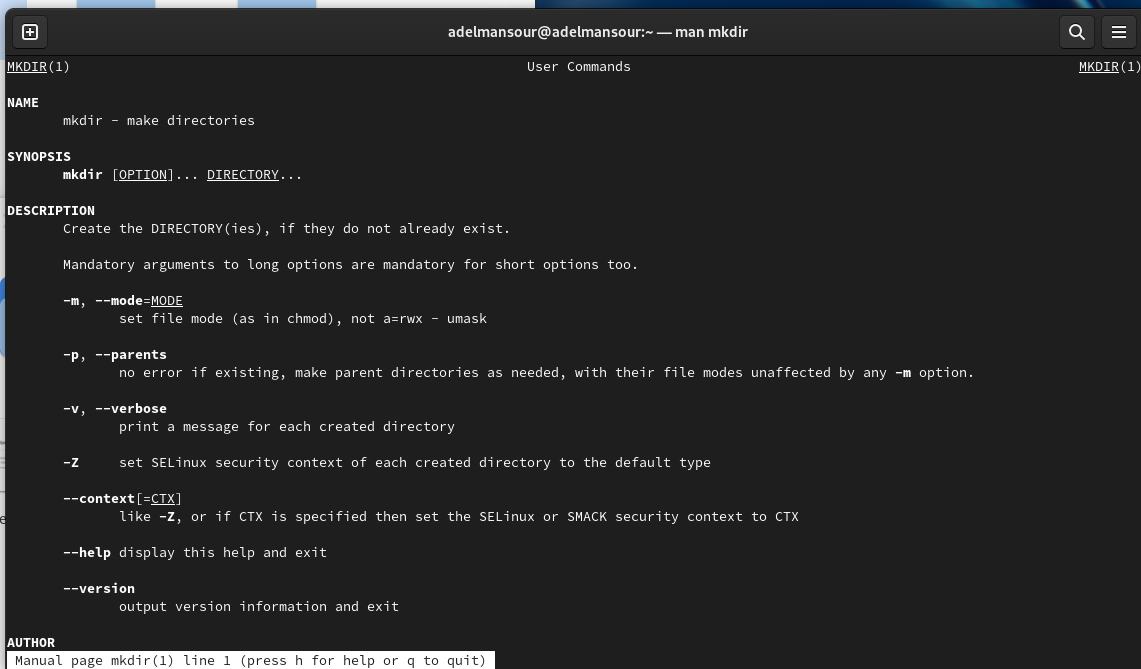 adelmansour@adelmansour:~ — man mkdir
MKDIR(1) User Commands MKDIR(1)
NAME
mkdir - make directories
SYNOPSIS
mkdir [OPTION]... DIRECTORY...
DESCRIPTION
Create the DIRECTORY(ies), if they do not already exist.
Mandatory arguments to long options are mandatory for short options too.
-m, --mode=MODE
set file mode (as in chmod), not a=rwx - umask
-p, --parents
no error if existing, make parent directories as needed, with their file modes unaffected by any -m option.
-v, --verbose
print a message for each created directory
-Z set SELinux security context of each created directory to the default type
--context[=CTX]
like -Z, or if CTX is specified then set the SELinux or SMACK security context to CTX
--help display this help and exit
--version
output version information and exit
AUTHOR
Manual page mkdir(1) line 1 (press h for help or q to quit)